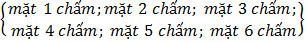 {mặt 1 chấm; mặt 2 chấm; mặt 3 chấm;}
{mặt 4 chấm; mặt 5 chấm; mặt 6 chấm}